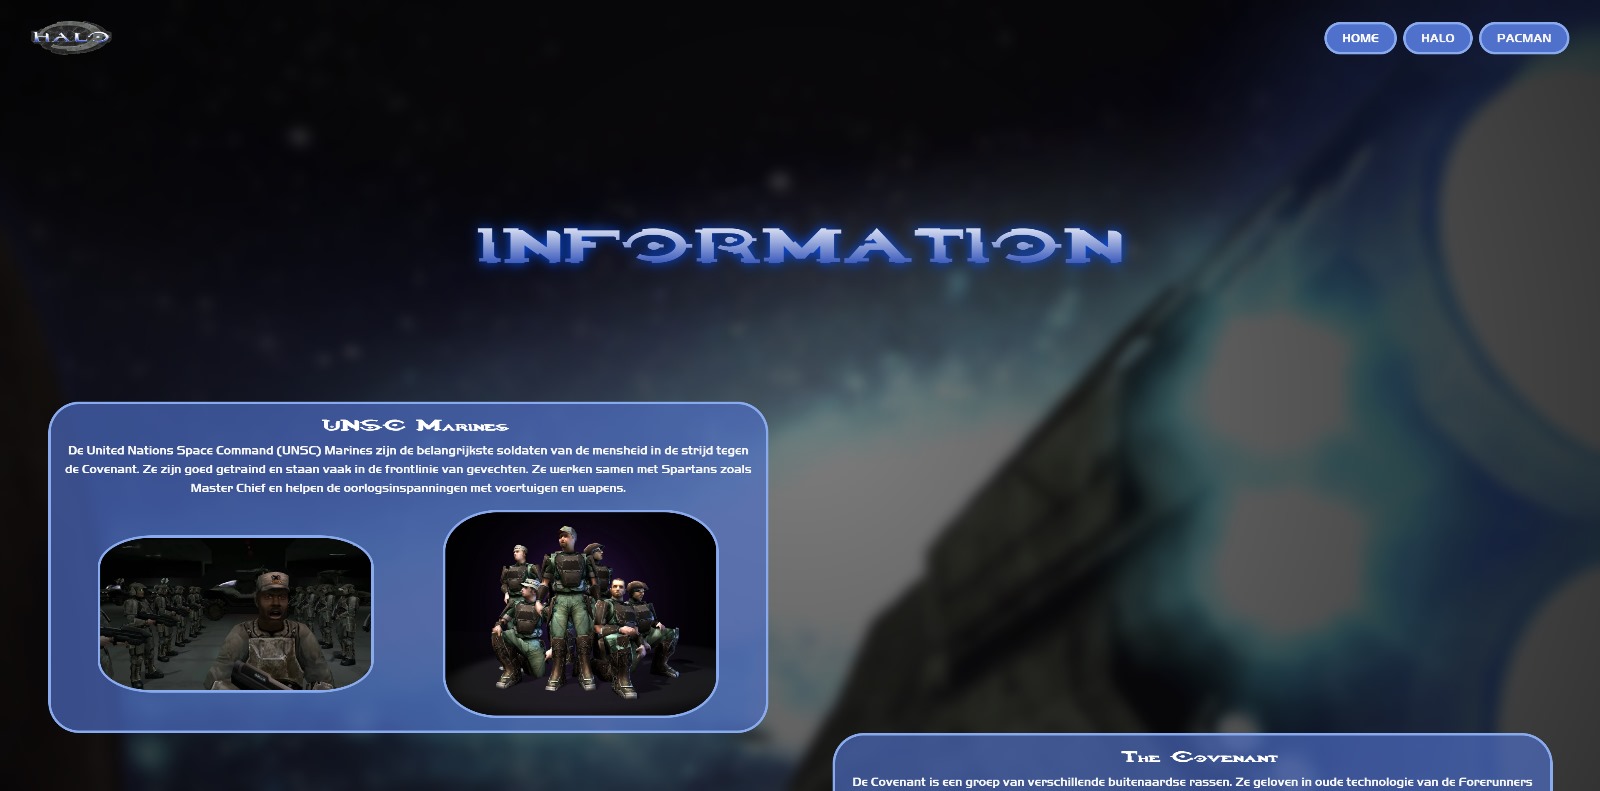 HALO
HOME
HALO
PACMAN
INFORMATION
UNSC Marines
De United Nations Space Command (UNSC) Marines zijn de belangrijkste soldaten van de mensheid in de strijd tegen
de Covenant. Ze zijn goed getraind en staan vaak in de frontlinie van gevechten. Ze werken samen met Spartans zoals
Master Chief en helpen de oorlogsinspanningen met voertuigen en wapens.
The Covenant
De Covenant is een groep van verschillende buitenaardse rassen. Ze geloven in oude technologie van de Forerunners